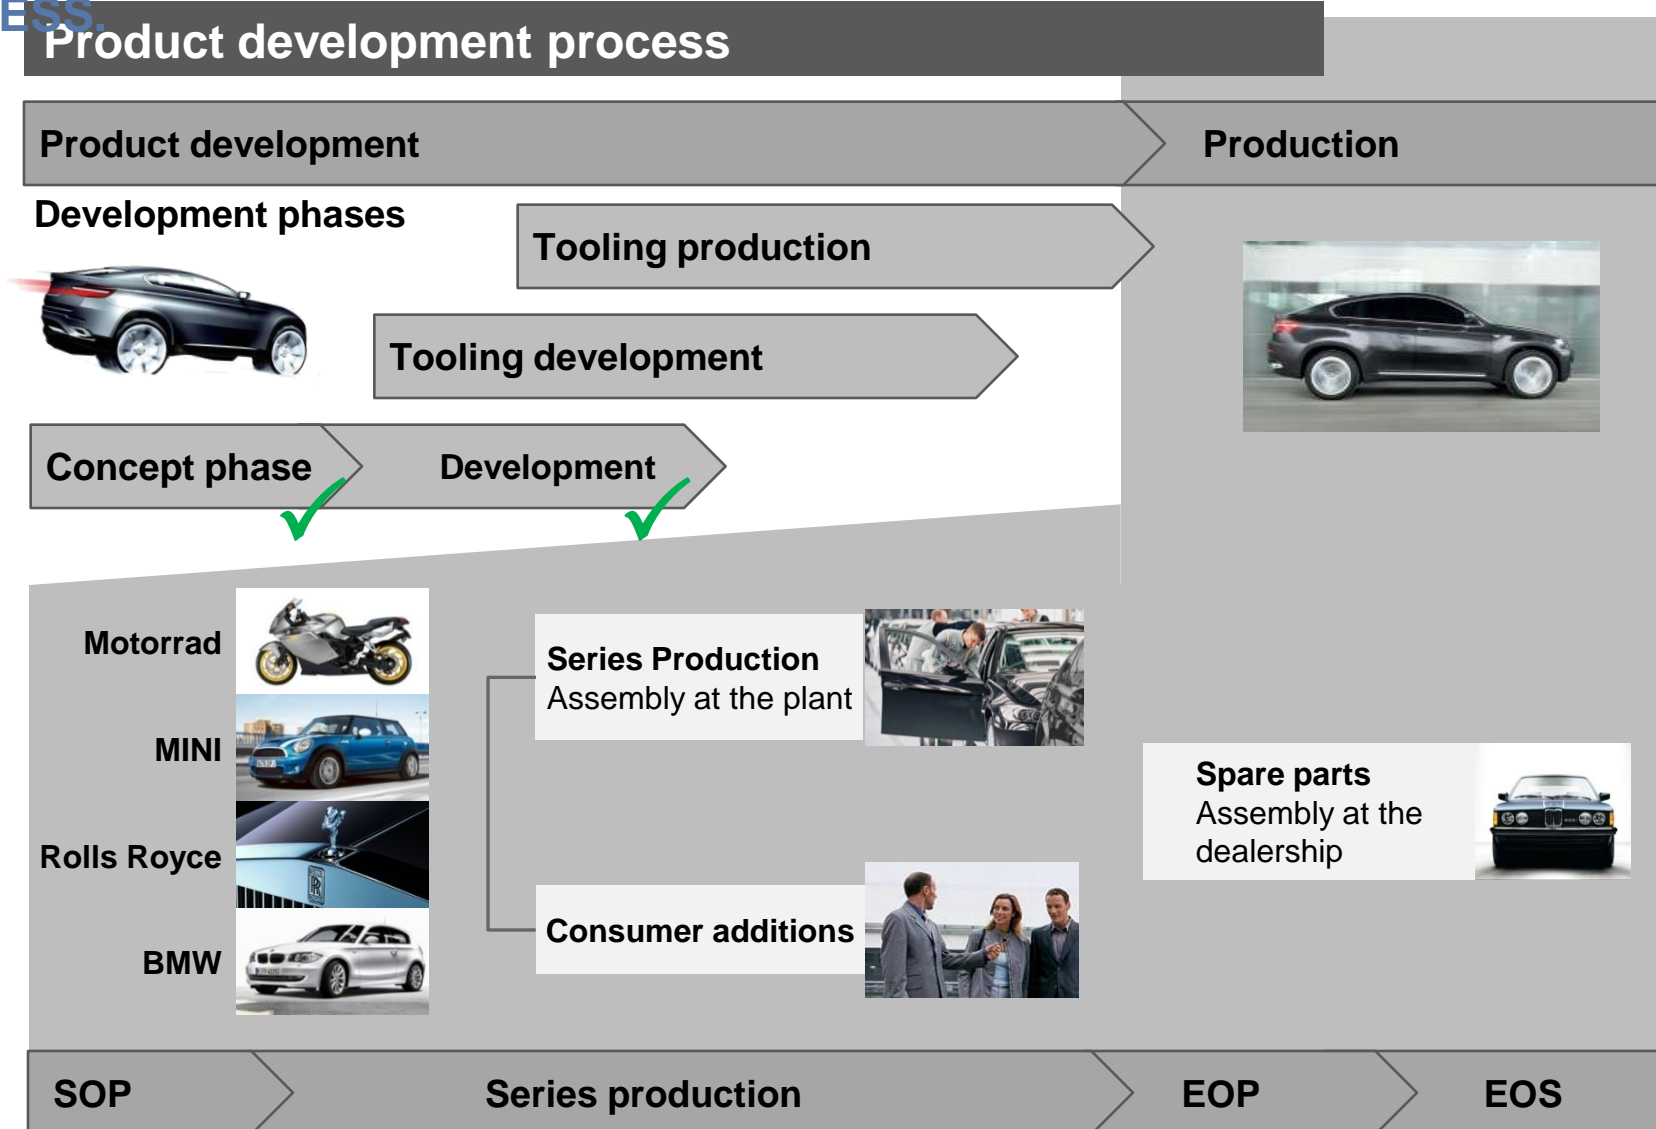 ESS.
Product development process
Product development
Production
Development phases
Tooling production
Tooling development
Concept phase
Development
Motorrad
MINI
Rolls Royce
BMW
Series Production
Assembly at the plant
Consumer additions
Spare parts
Assembly at the
dealership
SOP
Series production
EOP
EOS